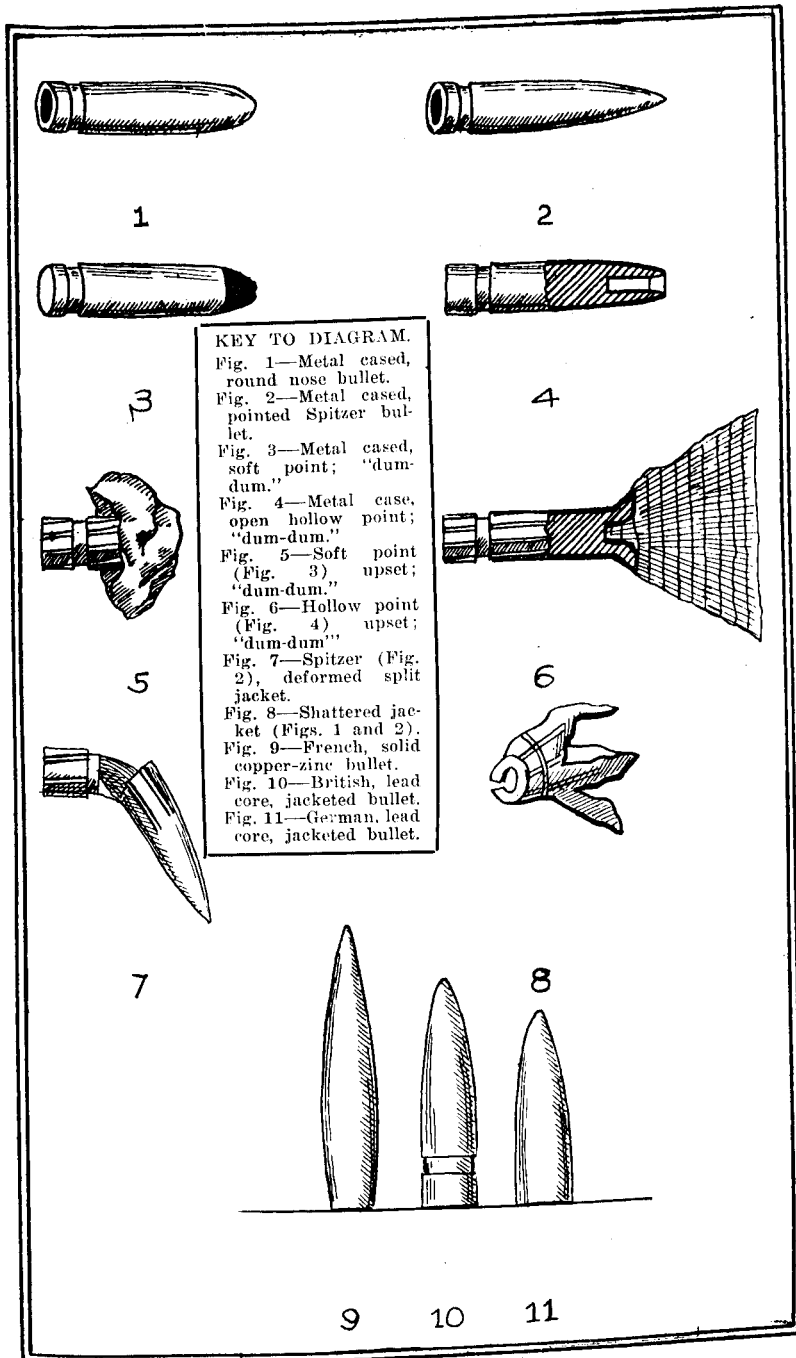 1
2
3
4
KEY TO DIAGRAM.
Fig. 1—Metal cased,
round nose bullet.
Fig. 2—Metal cased,
pointed Spitzer bul-
let.
Fig. 3—Metal cased,
soft point; "dum-
dum."
Fig. 4—Metal case,
open hollow point;
"dum-dum."
Fig. 5—Soft point
(Fig. 3) upset;
"dum-dum."
Fig. 6—Hollow point
(Fig. 4) upset;
"dum-dum'"
Fig. 7—Spitzer (Fig.
2), deformed split
jacket.
Fig. 8—Shattered jac-
ket (Figs. 1 and 2).
Fig. 9—French, solid
copper-zinc bullet.
Fig. 10—British, lead
core, jacketed bullet.
Fig. 11—German, lead
core, jacketed bullet.
5
6
7
8
9
10
11